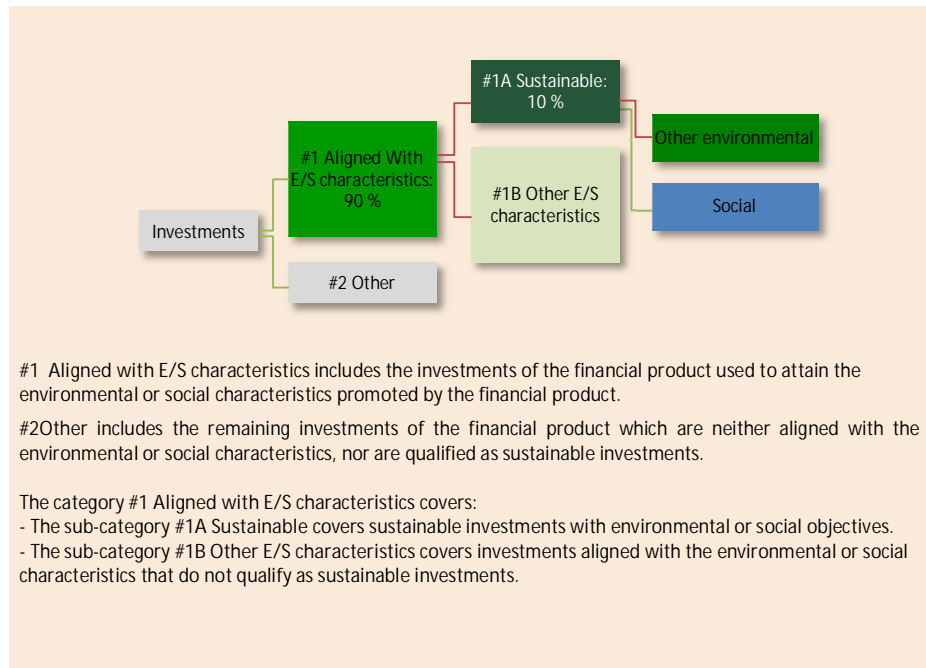 #1A Sustainable:
10 %
Other environmental
#1 Aligned With
E/S characteristics:
90 %
#1B Other E/S
characteristics
Social
Investments
#2 Other
#1 Aligned with E/S characteristics includes the investments of the financial product used to attain the
environmental or social characteristics promoted by the financial product.
#2Other includes the remaining investments of the financial product which are neither aligned with the
environmental or social characteristics, nor are qualified as sustainable investments.
The category #1 Aligned with E/S characteristics covers:
- The sub-category #1A Sustainable covers sustainable investments with environmental or social objectives.
- The sub-category #1B Other E/S characteristics covers investments aligned with the environmental or social
characteristics that do not qualify as sustainable investments.